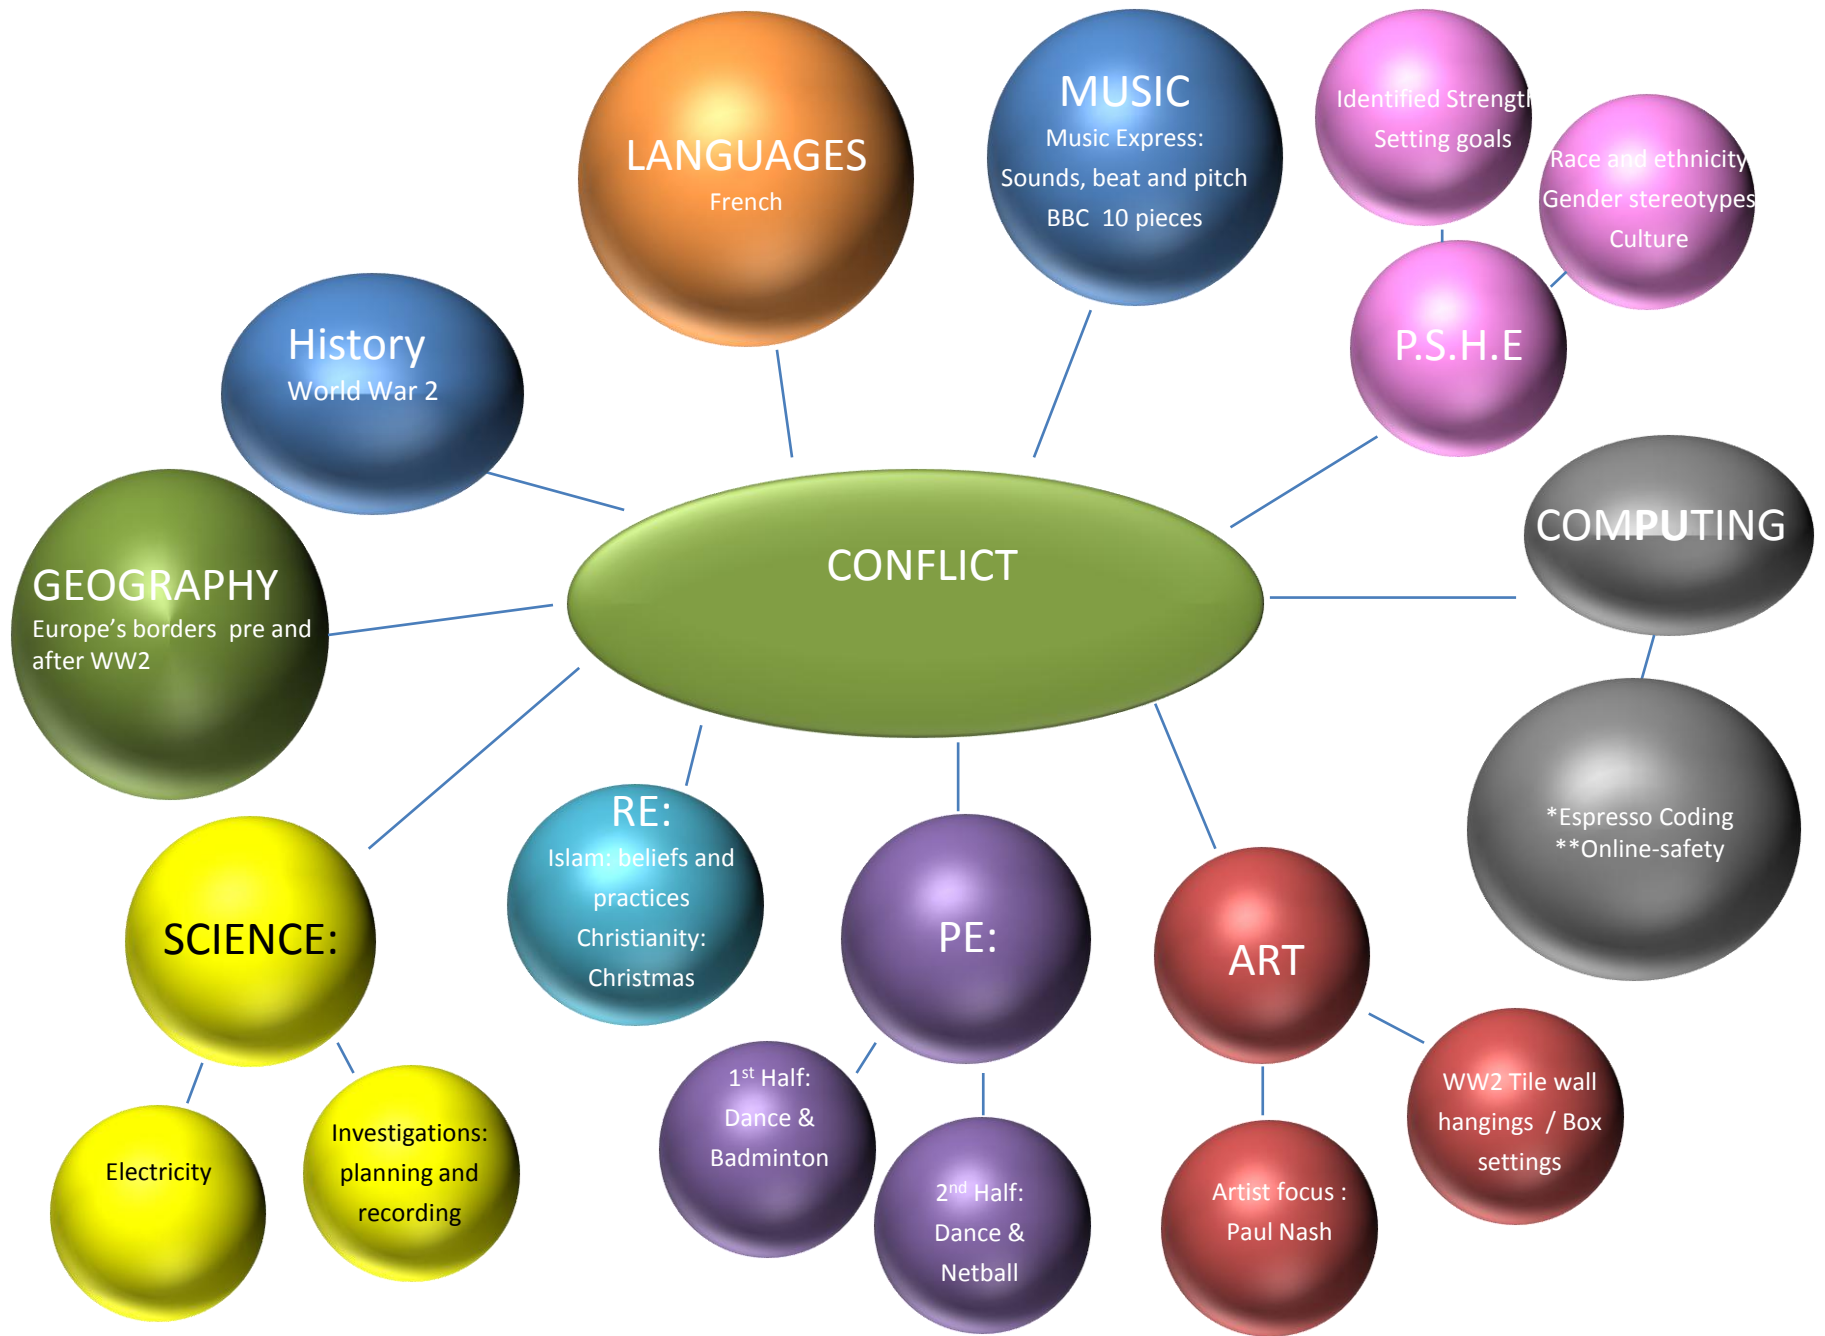 LANGUAGES
French
MUSIC
Music Express:
Sounds, beat and pitch
BBC 10 pieces
Identified Strength
Setting goals
Race and ethnicity
Gender stereotypes
Culture
P.S.H.E
History
World War 2
COMPUTING
*Espresso Coding
**Online-safety
CONFLICT
GEOGRAPHY
Europe's borders pre and
after WW2
SCIENCE:
Electricity
Investigations:
planning and
recording
RE:
Islam: beliefs and
practices
Christianity:
Christmas
PE:
1st Half:
Dance &
Badminton
2nd Half:
Dance &
Netball
ART
Artist focus :
Paul Nash
WW2 Tile wall
hangings / Box
settings